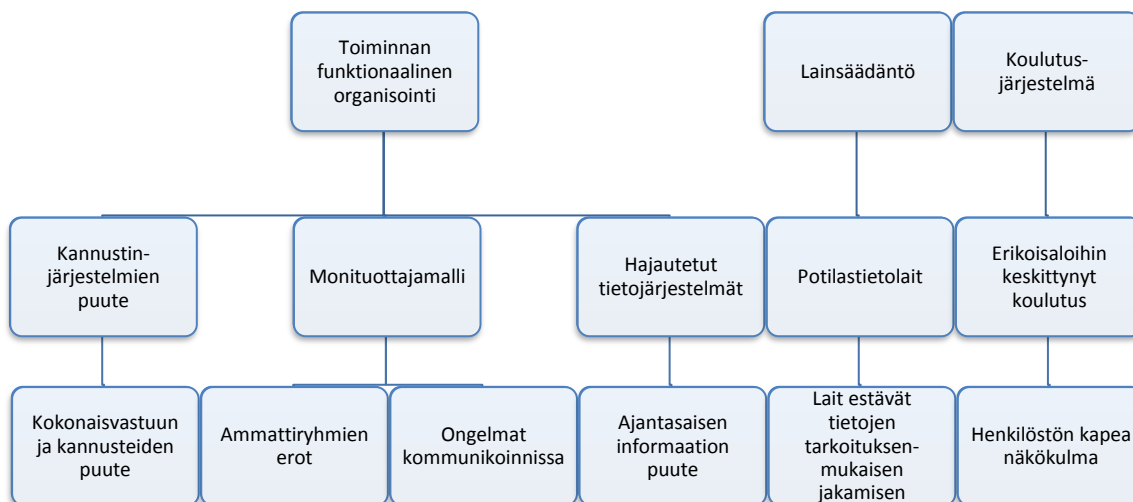 Toiminnan
funktionaalinen
organisointi
Lainsäädäntö
Koulutus-
järjestelmä
Kannustin-
järjestelmien
puute
Monituottajamalli
Hajautetut
tietojärjestelmät
Potilastietolait
Erikoisaloihin
keskittynyt
koulutus
Kokonaisvastuun
ja kannusteiden
puute
Ammattiryhmien
erot
Ongelmat
kommunikoinnissa
Ajantasaisen
informaation
puute
Lait estävät
tietojen
tarkoituksen-
mukaisen
jakamisen
Henkilöstön kapea
näkökulma